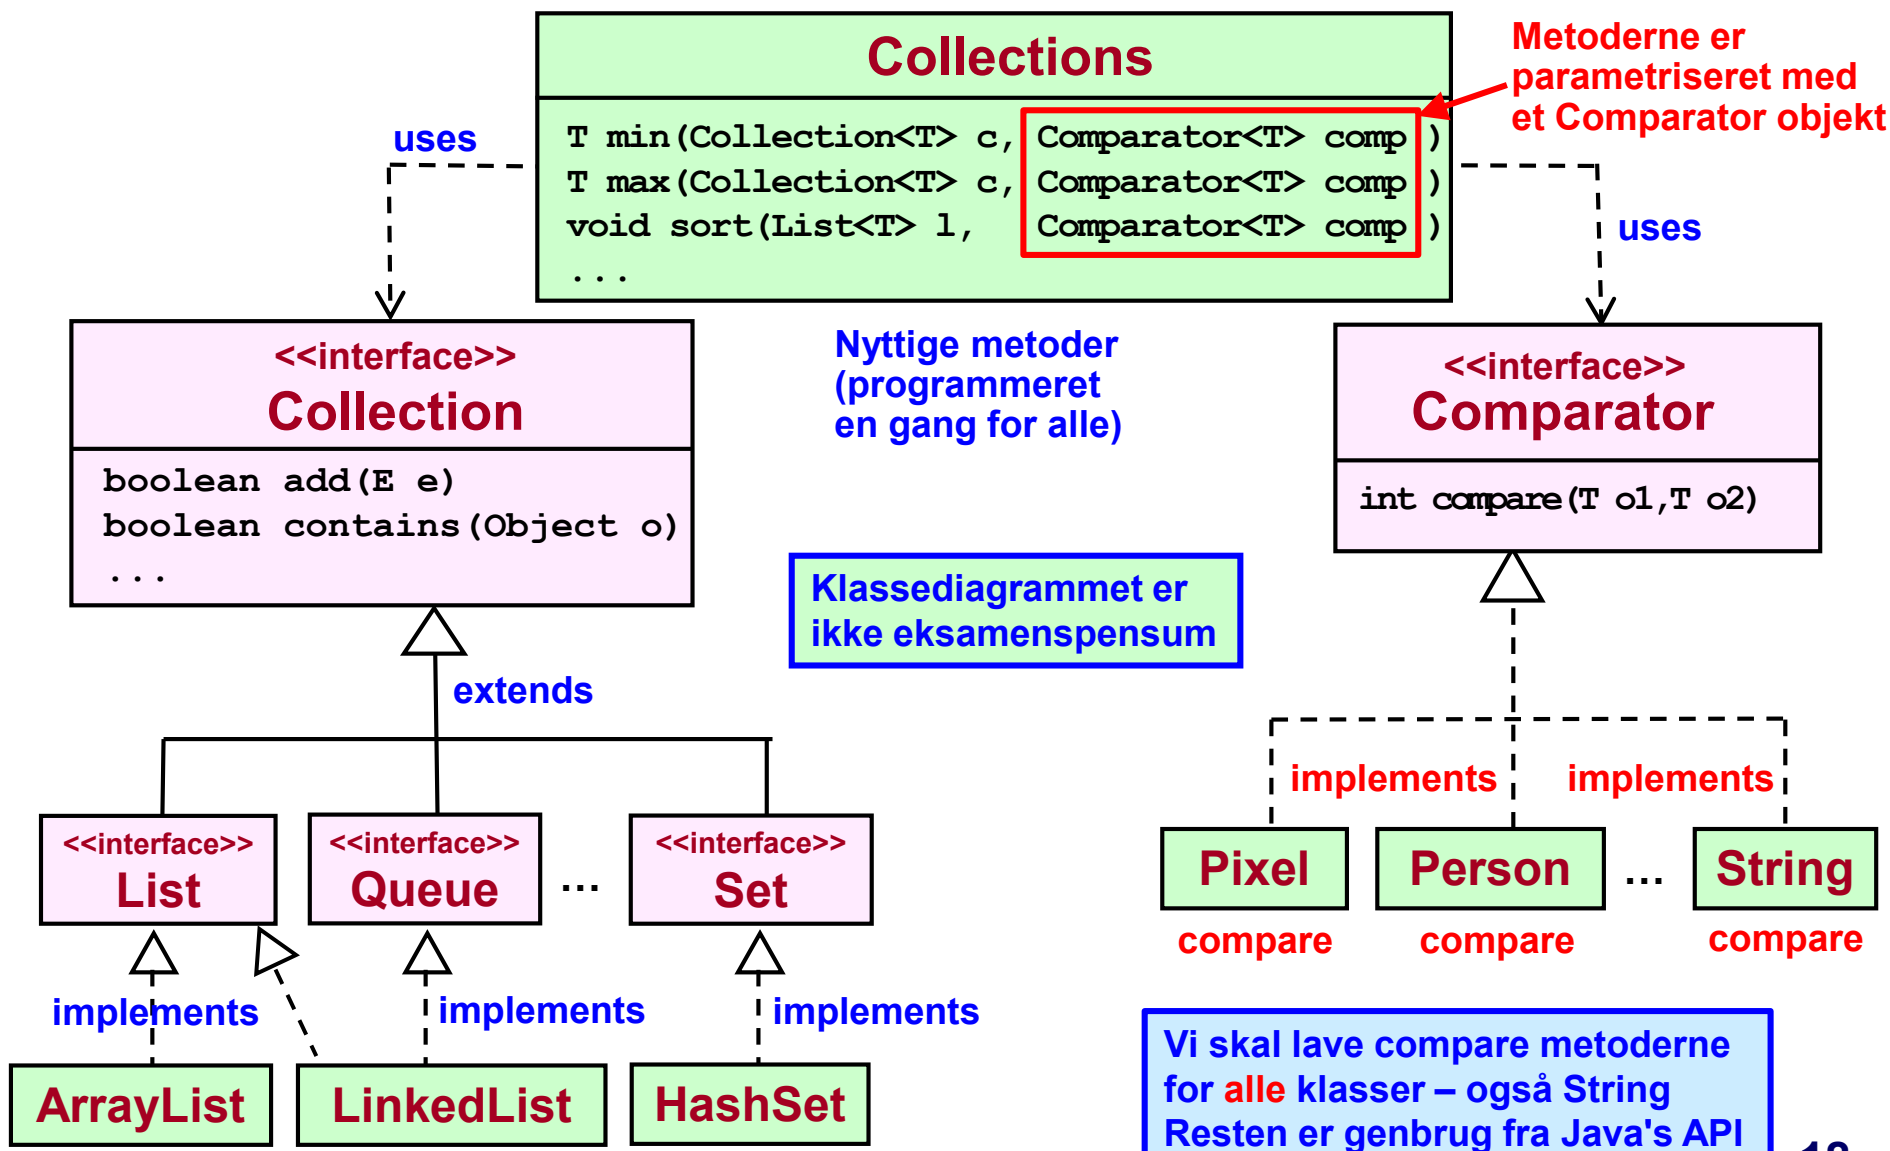 Collections
T min(Collection<T> c, Comparator<T> comp )
T max(Collection<T> c, Comparator<T> comp )
void sort(List<T> l, Comparator<T> comp )
...
Metoderne er
parametriseret med
et Comparator objekt
uses
uses
<<interface>>
Collection
boolean add(E e)
boolean contains(Object o)
...
Nyttige metoder
(programmeret
en gang for alle)
<<interface>>
Comparator
int compare(T o1,T o2)
Klassediagrammet er
ikke eksamenspensum
extends
implements
implements
<<interface>>
List
<<interface>>
Queue
...
<<interface>>
Set
Pixel
Person
...
String
compare
compare
compare
implements
implements
implements
ArrayList
LinkedList
HashSet
Vi skal lave compare metoderne
for alle klasser – også String
Resten er genbrug fra Java's API